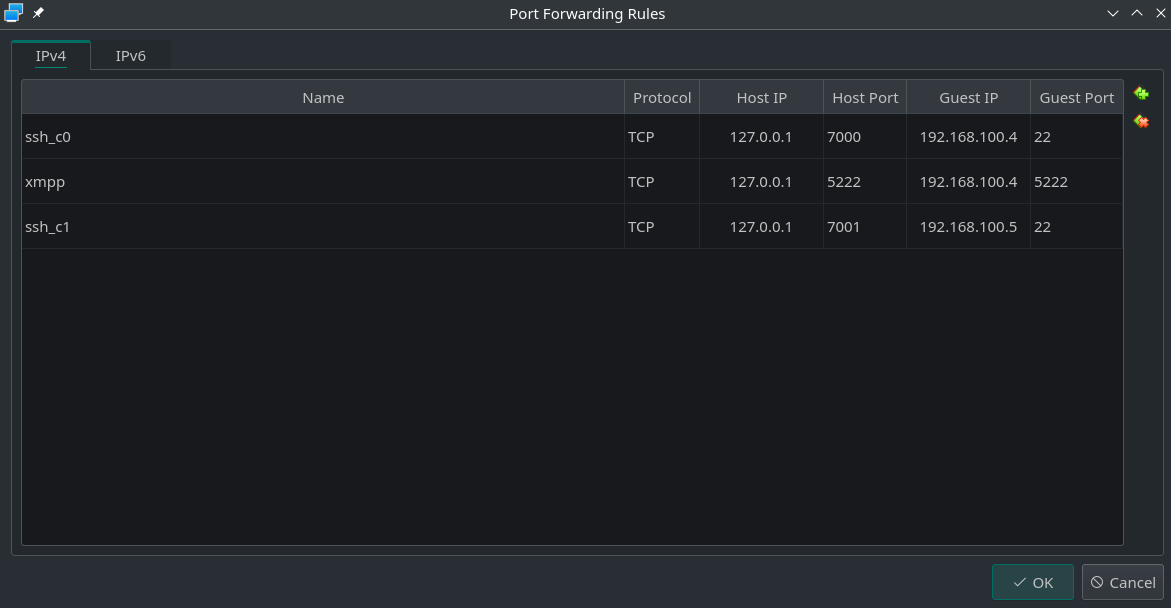 Port Forwarding Rules
IPv4 IPv6
Name Protocol Host IP Host Port Guest IP Guest Port
ssh_c0 TCP 127.0.0.1 7000 192.168.100.4 22
xmpp TCP 127.0.0.1 5222 192.168.100.4 5222
ssh_c1 TCP 127.0.0.1 7001 192.168.100.5 22
OK Cancel